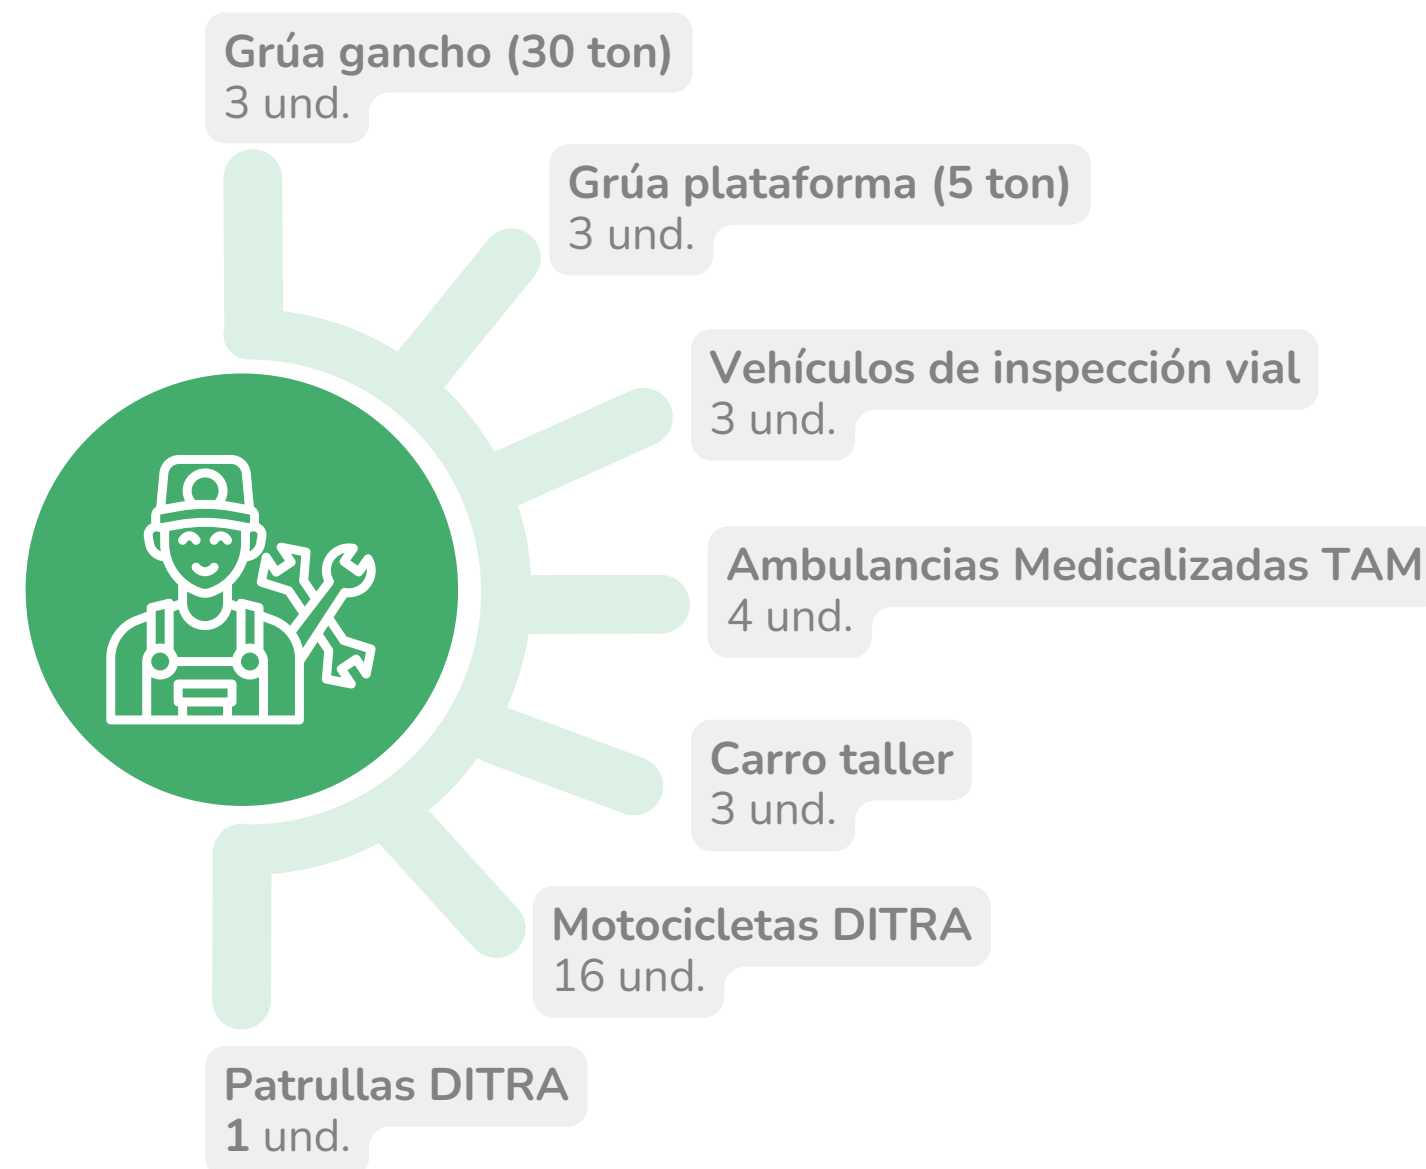 Grúa gancho (30 ton)
3 und.
Grúa plataforma (5 ton)
3 und.
Vehículos de inspección vial
3 und.
Ambulancias Medicalizadas TAM
4 und.
Carro taller
3 und.
Motocicletas DITRA
16 und.
Patrullas DITRA
1 und.